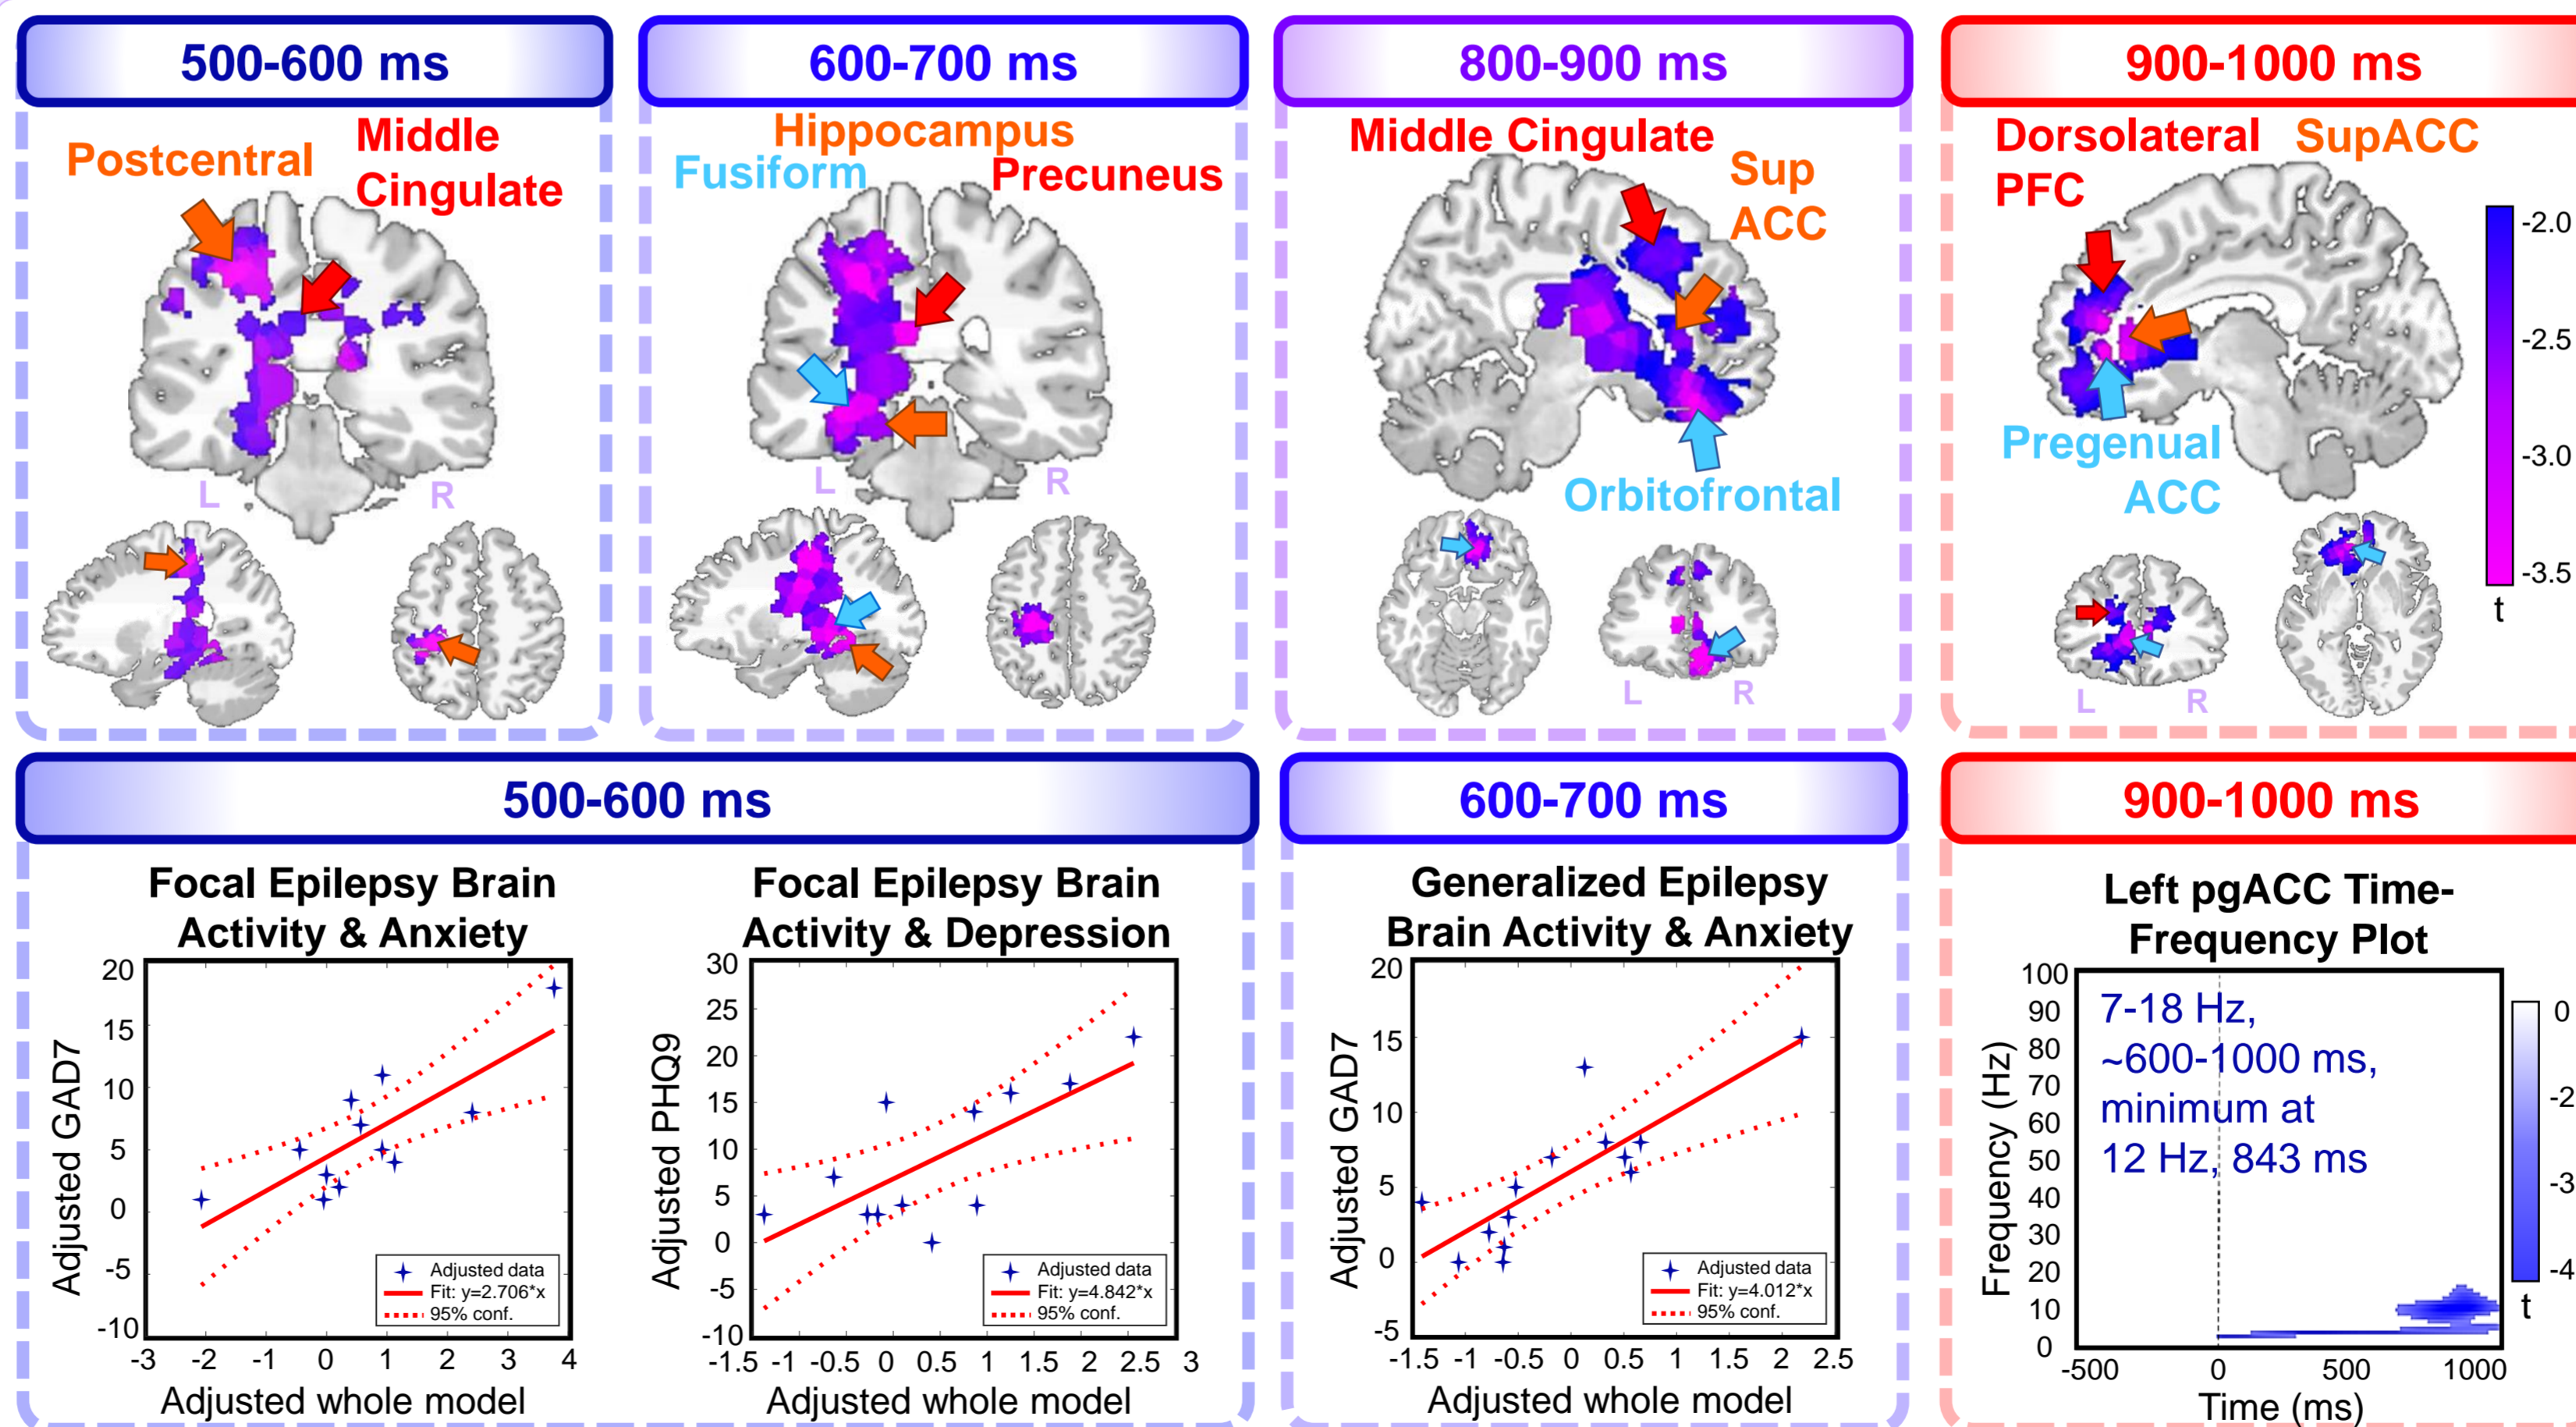 500-600 ms
Postcentral
Middle
Cingulate
L
R
600-700 ms
Hippocampus
Fusiform
Precuneus
L
R
800-900 ms
Middle Cingulate
Sup
ACC
Orbitofrontal
L
R
900-1000 ms
Dorsolateral
PFC
SupACC
Pregenual
ACC
L
R
-2.0
-2.5
-3.0
-3.5
t
500-600 ms
Focal Epilepsy Brain
Activity & Anxiety
Adjusted GAD7
20
15
10
5
0
-5
-10
Adjusted data
Fit: y=2.706*x
95% conf.
-3 -2 -1 0 1 2 3 4
Adjusted whole model
Focal Epilepsy Brain
Activity & Depression
Adjusted PHQ9
30
25
20
15
10
5
0
-5
-10
Adjusted data
Fit: y=4.842*x
95% conf.
-1.5 -1 -0.5 0 0.5 1 1.5 2 2.5 3
Adjusted whole model
600-700 ms
Generalized Epilepsy
Brain Activity & Anxiety
Adjusted GAD7
20
15
10
5
0
-5
Adjusted data
Fit: y=4.012*x
95% conf.
-1.5 -1 -0.5 0 0.5 1 1.5 2 2.5
Adjusted whole model
900-1000 ms
Left pgACC Time-
Frequency Plot
Frequency (Hz)
100
90
80
70
60
50
40
30
20
10
0
7-18 Hz,
~600-1000 ms,
minimum at
12 Hz, 843 ms
-500 0 500 1000
Time (ms)
0
-2
-3
-4
t